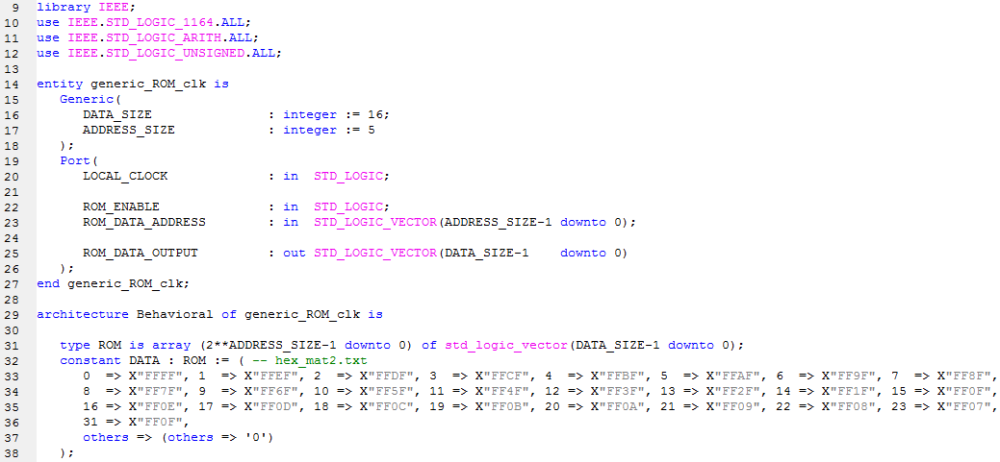 9 library IEEE;
10 use IEEE.STD_LOGIC_1164.ALL;
11 use IEEE.STD_LOGIC_ARITH.ALL;
12 use IEEE.STD_LOGIC_UNSIGNED.ALL;
13
14 entity generic_ROM_clk is
15 Generic(
16 DATA_SIZE : integer := 16;
17 ADDRESS_SIZE : integer := 5
18 );
19 Port(
20 LOCAL_CLOCK : in STD_LOGIC;
21
22 ROM_ENABLE : in STD_LOGIC;
23 ROM_DATA_ADDRESS : in STD_LOGIC_VECTOR(ADDRESS_SIZE-1 downto 0);
24
25 ROM_DATA_OUTPUT : out STD_LOGIC_VECTOR(DATA_SIZE-1 downto 0)
26 );
27 end generic_ROM_clk;
28
29 architecture Behavioral of generic_ROM_clk is
30
31 type ROM is array (2**ADDRESS_SIZE-1 downto 0) of std_logic_vector(DATA_SIZE-1 downto 0);
32 constant DATA : ROM := ( -- hex_mat2.txt
33 0 => X"FFFF", 1 => X"FFEF", 2 => X"FFDF", 3 => X"FFCF", 4 => X"FFBF", 5 => X"FFAF", 6 => X"FF9F", 7 => X"FF8F",
34 8 => X"FF7F", 9 => X"FF6F", 10 => X"FF5F", 11 => X"FF4F", 12 => X"FF3F", 13 => X"FF2F", 14 => X"FF1F", 15 => X"FF0F",
35 16 => X"FF0E", 17 => X"FF0D", 18 => X"FF0C", 19 => X"FF0B", 20 => X"FF0A", 21 => X"FF09", 22 => X"FF08", 23 => X"FF07",
36 31 => X"FF0F",
37 others => (others => '0')
38 );